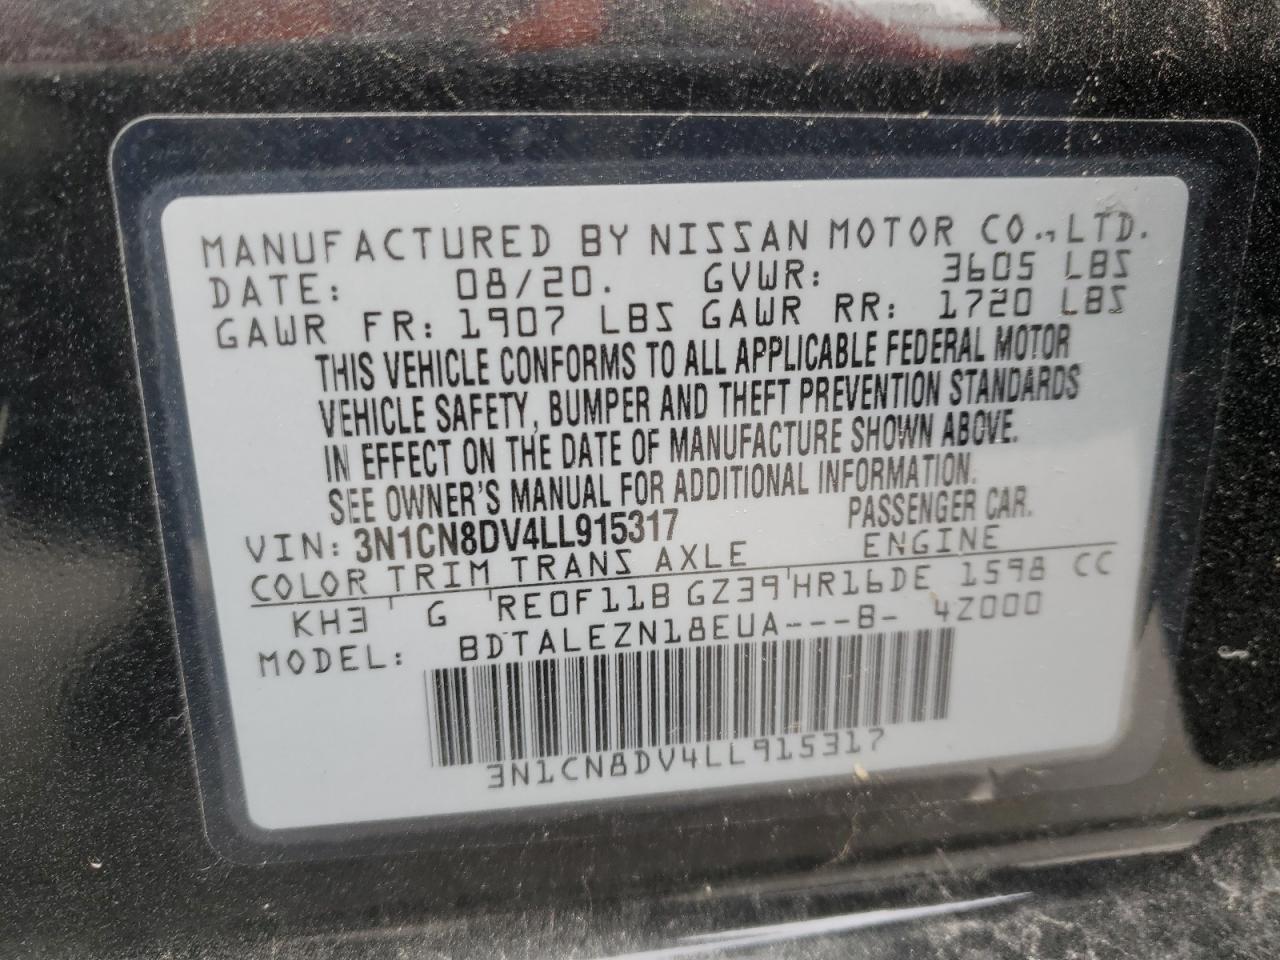 MANUFACTURED BY NISSAN MOTOR CO., LTD.
DATE: 08/20. GVWR: 3605 LBS
GAWR FR: 1907 LBS GAWR RR: 1720 LBS
THIS VEHICLE CONFORMS TO ALL APPLICABLE FEDERAL MOTOR
VEHICLE SAFETY, BUMPER AND THEFT PREVENTION STANDARDS
IN EFFECT ON THE DATE OF MANUFACTURE SHOWN ABOVE.
SEE OWNER'S MANUAL FOR ADDITIONAL INFORMATION.
VIN: 3N1CN8DV4LL915317 PASSENGER CAR.
COLOR TRIM TRANS AXLE ENGINE
KH3 G RE0F11B GZ39 HR16DE 1598 CC
MODEL: BDTALEZN18EUA---B- 4Z000
3N1CN8DV4LL915317